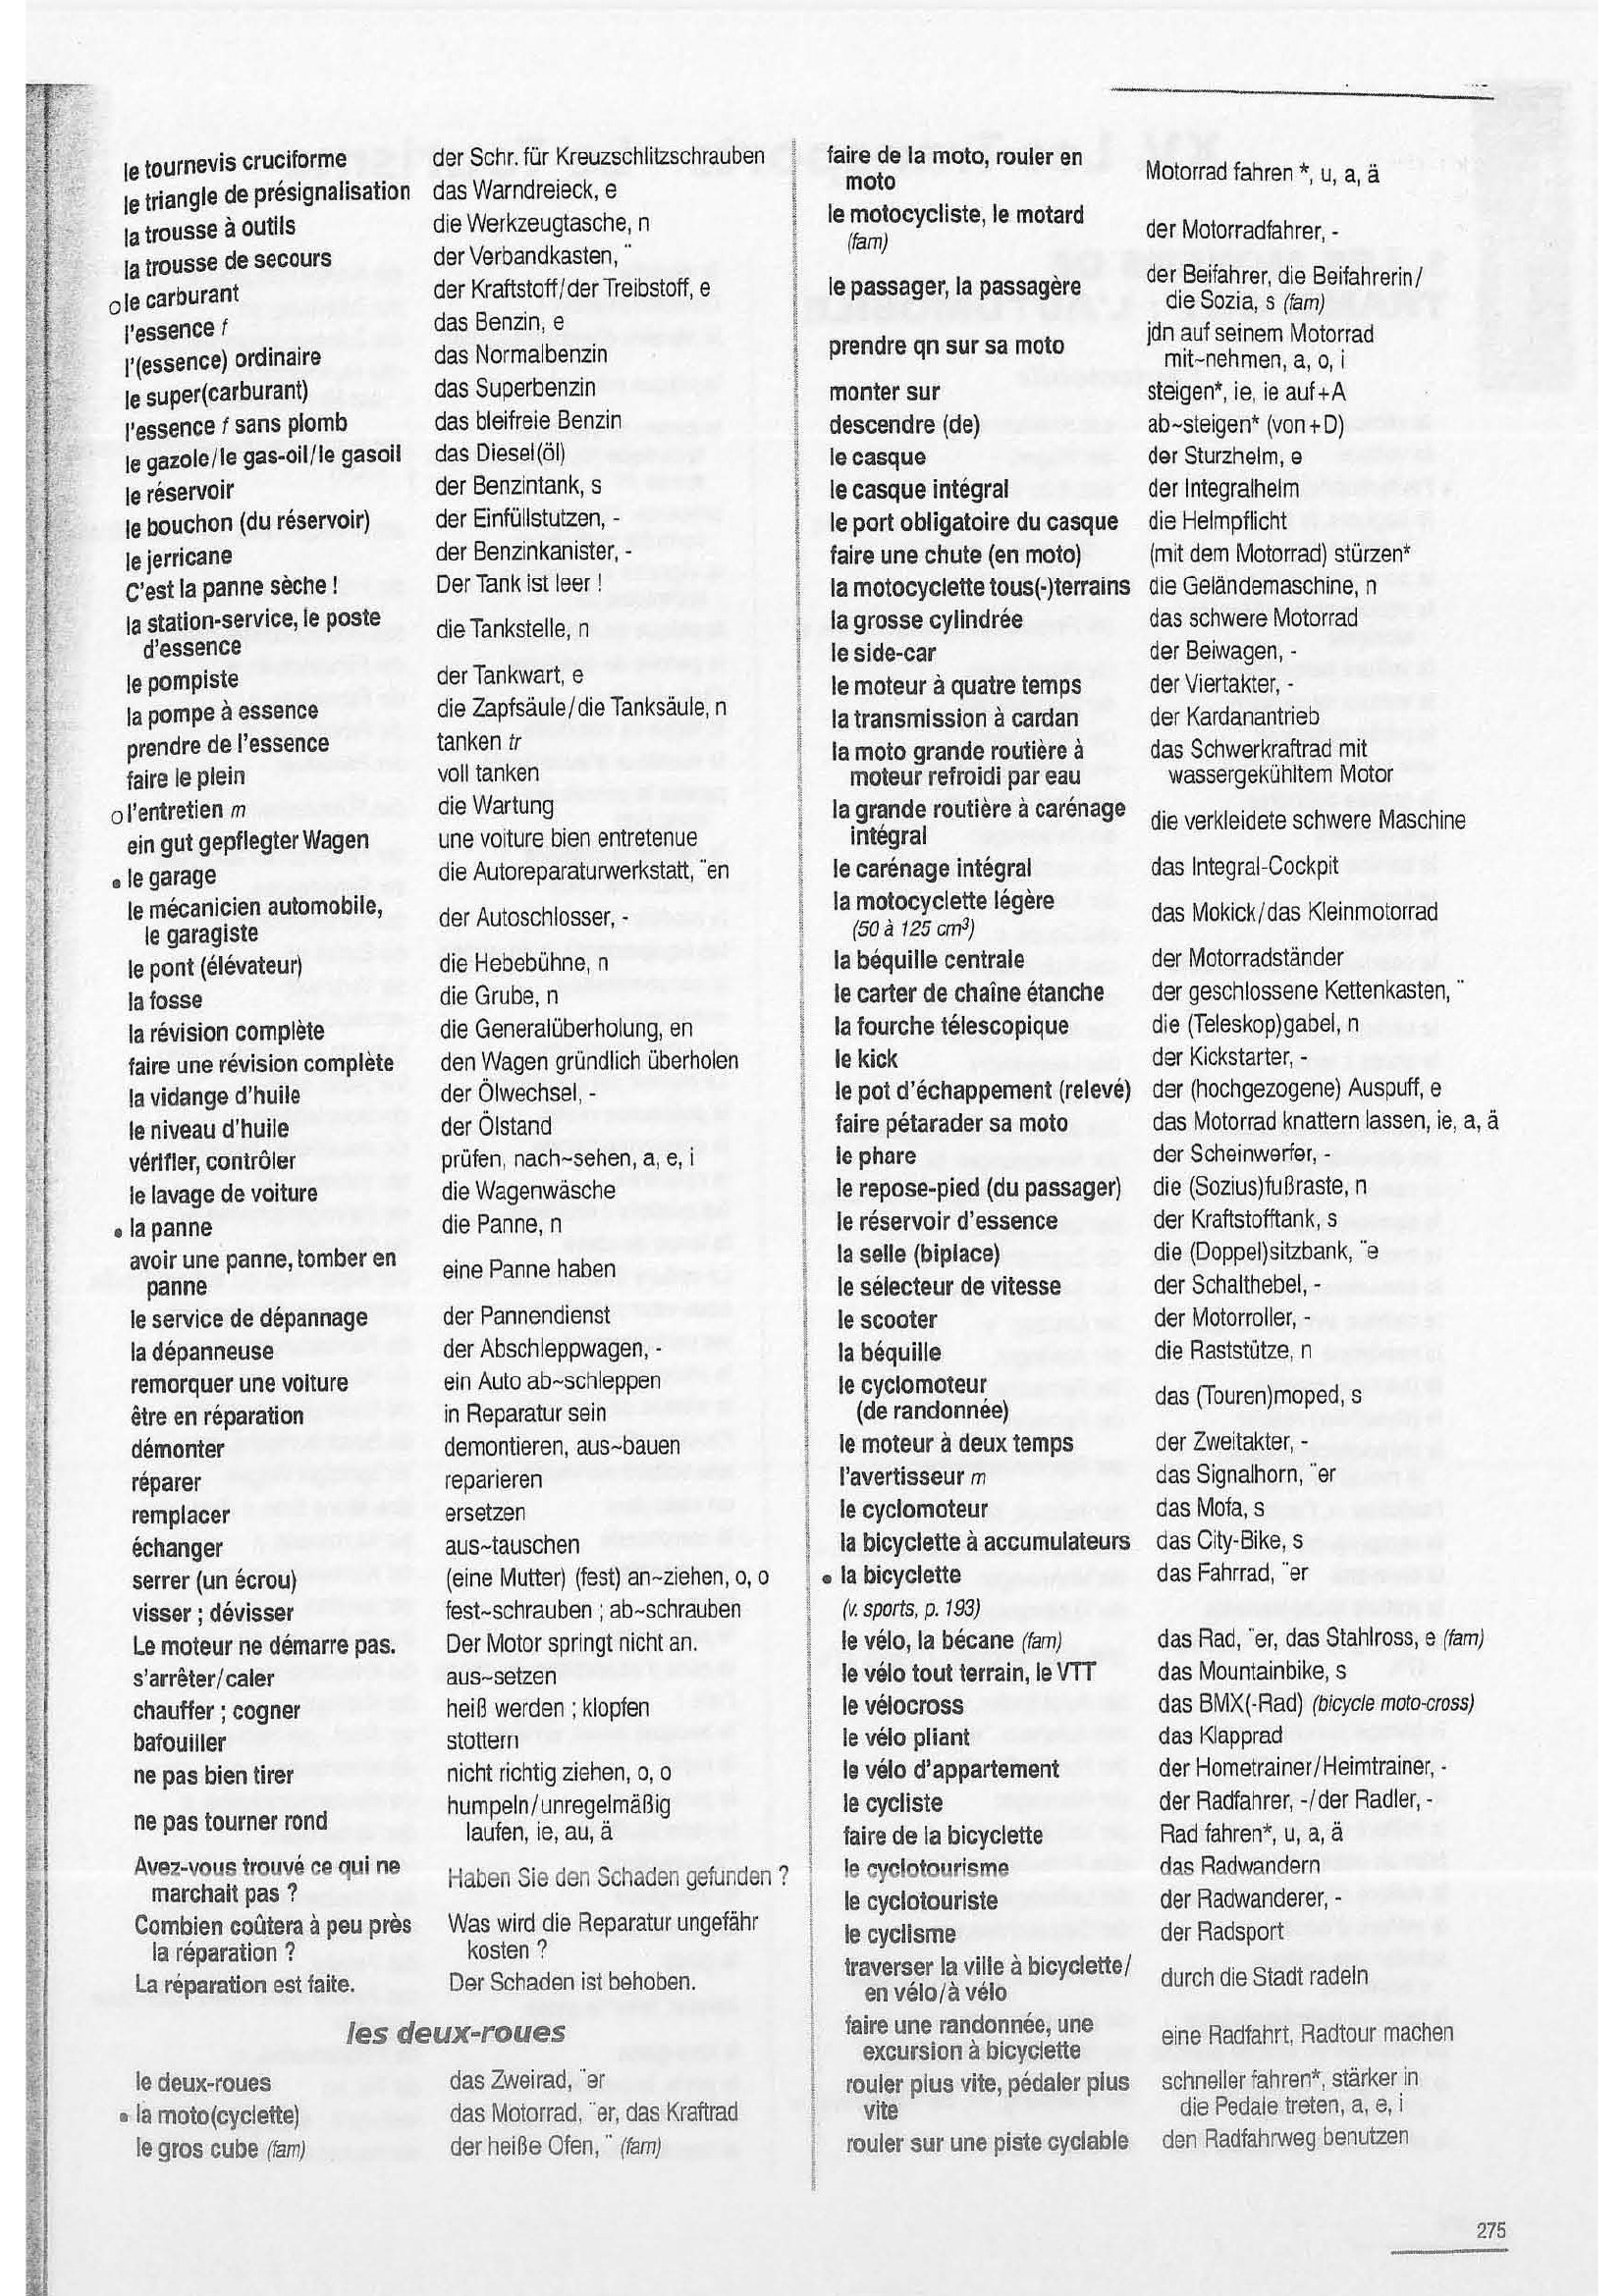 le tournevis cruciforme der Schr. für Kreuzschlitzschrauben
le triangle de présignalisation das Warndreieck, e
la trousse à outils die Werkzeugtasche, n
la trousse de secours der Verbandkasten, ¨
o le carburant der Kraftstoff/der Treibstoff, e
l'essence f das Benzin, e
l'(essence) ordinaire das Normalbenzin
le super(carburant) das Superbenzin
l'essence f sans plomb das bleifreie Benzin
le gazole/le gas-oil/le gasoil das Diesel(öl)
le réservoir der Benzintank, s
le bouchon (du réservoir) der Einfüllstutzen, -
le jerricane der Benzinkanister, -
C'est la panne sèche ! Der Tank ist leer !
la station-service, le poste
d'essence die Tankstelle, n
le pompiste der Tankwart, e
la pompe à essence die Zapfsäule/die Tanksäule, n
prendre de l'essence tanken tr
faire le plein voll tanken
o l'entretien m die Wartung
ein gut gepflegter Wagen une voiture bien entretenue
• le garage die Autoreparaturwerkstatt, ¨en
le mécanicien automobile,
le garagiste der Autoschlosser, -
le pont (élévateur) die Hebebühne, n
la fosse die Grube, n
la révision complète die Generalüberholung, en
faire une révision complète den Wagen gründlich überholen
la vidange d'huile der Ölwechsel, -
le niveau d'huile der Ölstand
vérifier, contrôler prüfen, nach~sehen, a, e, i
le lavage de voiture die Wagenwäsche
• la panne die Panne, n
avoir une panne, tomber en
panne eine Panne haben
le service de dépannage der Pannendienst
la dépanneuse der Abschleppwagen, -
remorquer une voiture ein Auto ab~schleppen
être en réparation in Reparatur sein
démonter demontieren, aus~bauen
réparer reparieren
remplacer ersetzen
échanger aus~tauschen
serrer (un écrou) (eine Mutter) (fest) an~ziehen, o, o
visser ; dévisser fest~schrauben ; ab~schrauben
Le moteur ne démarre pas. Der Motor springt nicht an.
s'arrêter/caler aus~setzen
chauffer ; cogner heiß werden ; klopfen
bafouiller stottern
ne pas bien tirer nicht richtig ziehen, o, o
ne pas tourner rond humpeln/unregelmäßig
laufen, ie, au, ä
Avez-vous trouvé ce qui ne
marchait pas ? Haben Sie den Schaden gefunden ?
Combien coûtera à peu près Was wird die Reparatur ungefähr
la réparation ? kosten ?
La réparation est faite. Der Schaden ist behoben.
les deux-roues
le deux-roues das Zweirad, ¨er
• la moto(cyclette) das Motorrad, ¨er, das Kraftrad
le gros cube (fam) der heiße Ofen, ¨ (fam)
faire de la moto, rouler en
moto Motorrad fahren *, u, a, ä
le motocycliste, le motard
(fam) der Motorradfahrer, -
le passager, la passagère der Beifahrer, die Beifahrerin/
die Sozia, s (fam)
prendre qn sur sa moto jdn auf seinem Motorrad
mit~nehmen, a, o, i
monter sur steigen*, ie, ie auf+A
descendre (de) ab~steigen* (von+D)
le casque der Sturzhelm, e
le casque intégral der Integralhelm
le port obligatoire du casque die Helmpflicht
faire une chute (en moto) (mit dem Motorrad) stürzen*
la motocyclette tous(-)terrains die Geländemaschine, n
la grosse cylindrée das schwere Motorrad
le side-car der Beiwagen, -
le moteur à quatre temps der Viertakter, -
la transmission à cardan der Kardanantrieb
la moto grande routière à das Schwerkraftrad mit
moteur refroidi par eau wassergekühltem Motor
la grande routière à carénage
intégral die verkleidete schwere Maschine
le carénage intégral das Integral-Cockpit
la motocyclette légère
(50 à 125 cm³) das Mokick/das Kleinmotorrad
la béquille centrale der Motorradständer
le carter de chaîne étanche der geschlossene Kettenkasten, ¨
la fourche télescopique die (Teleskop)gabel, n
le kick der Kickstarter, -
le pot d'échappement (relevé) der (hochgezogene) Auspuff, e
faire pétarader sa moto das Motorrad knattern lassen, ie, a, ä
le phare der Scheinwerfer, -
le repose-pied (du passager) die (Sozius)fußraste, n
le réservoir d'essence der Kraftstofftank, s
la selle (biplace) die (Doppel)sitzbank, ¨e
le sélecteur de vitesse der Schalthebel, -
le scooter der Motorroller, -
la béquille die Raststütze, n
le cyclomoteur
(de randonnée) das (Touren)moped, s
le moteur à deux temps der Zweitakter, -
l'avertisseur m das Signalhorn, ¨er
le cyclomoteur das Mofa, s
la bicyclette à accumulateurs das City-Bike, s
• la bicyclette das Fahrrad, ¨er
(v. sports, p. 193)
le vélo, la bécane (fam) das Rad, ¨er, das Stahlross, e (fam)
le vélo tout terrain, le VTT das Mountainbike, s
le vélocross das BMX(-Rad) (bicycle moto-cross)
le vélo pliant das Klapprad
le vélo d'appartement der Hometrainer/Heimtrainer, -
le cycliste der Radfahrer, -/der Radler, -
faire de la bicyclette Rad fahren*, u, a, ä
le cyclotourisme das Radwandern
le cyclotouriste der Radwanderer, -
le cyclisme der Radsport
traverser la ville à bicyclette/
en vélo/à vélo durch die Stadt radeln
faire une randonnée, une
excursion à bicyclette eine Radfahrt, Radtour machen
rouler plus vite, pédaler plus schneller fahren*, stärker in
vite die Pedale treten, a, e, i
rouler sur une piste cyclable den Radfahrweg benutzen
275